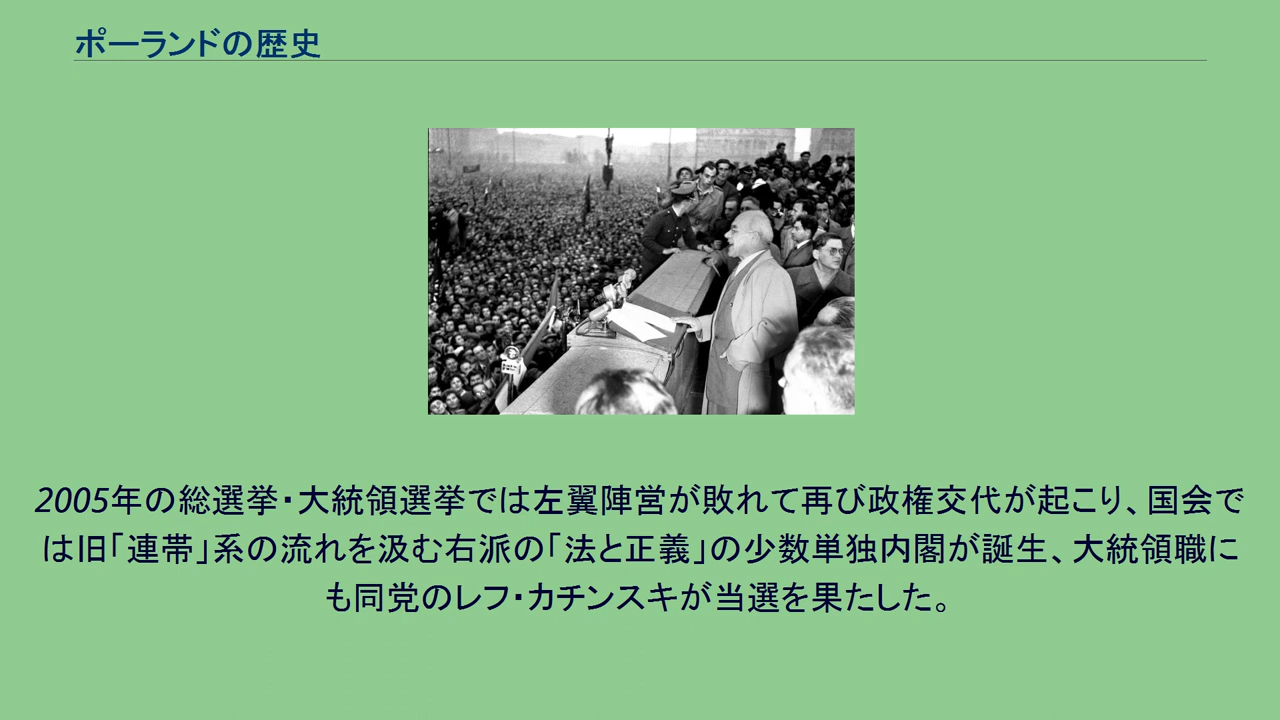 ポーランドの歴史
2005年の総選挙・大統領選挙では左翼陣営が敗れて再び政権交代が起こり、国会で
は旧「連帯」系の流れを汲む右派の「法と正義」の少数単独内閣が誕生、大統領職に
も同党のレフ・カチンスキが当選を果たした。